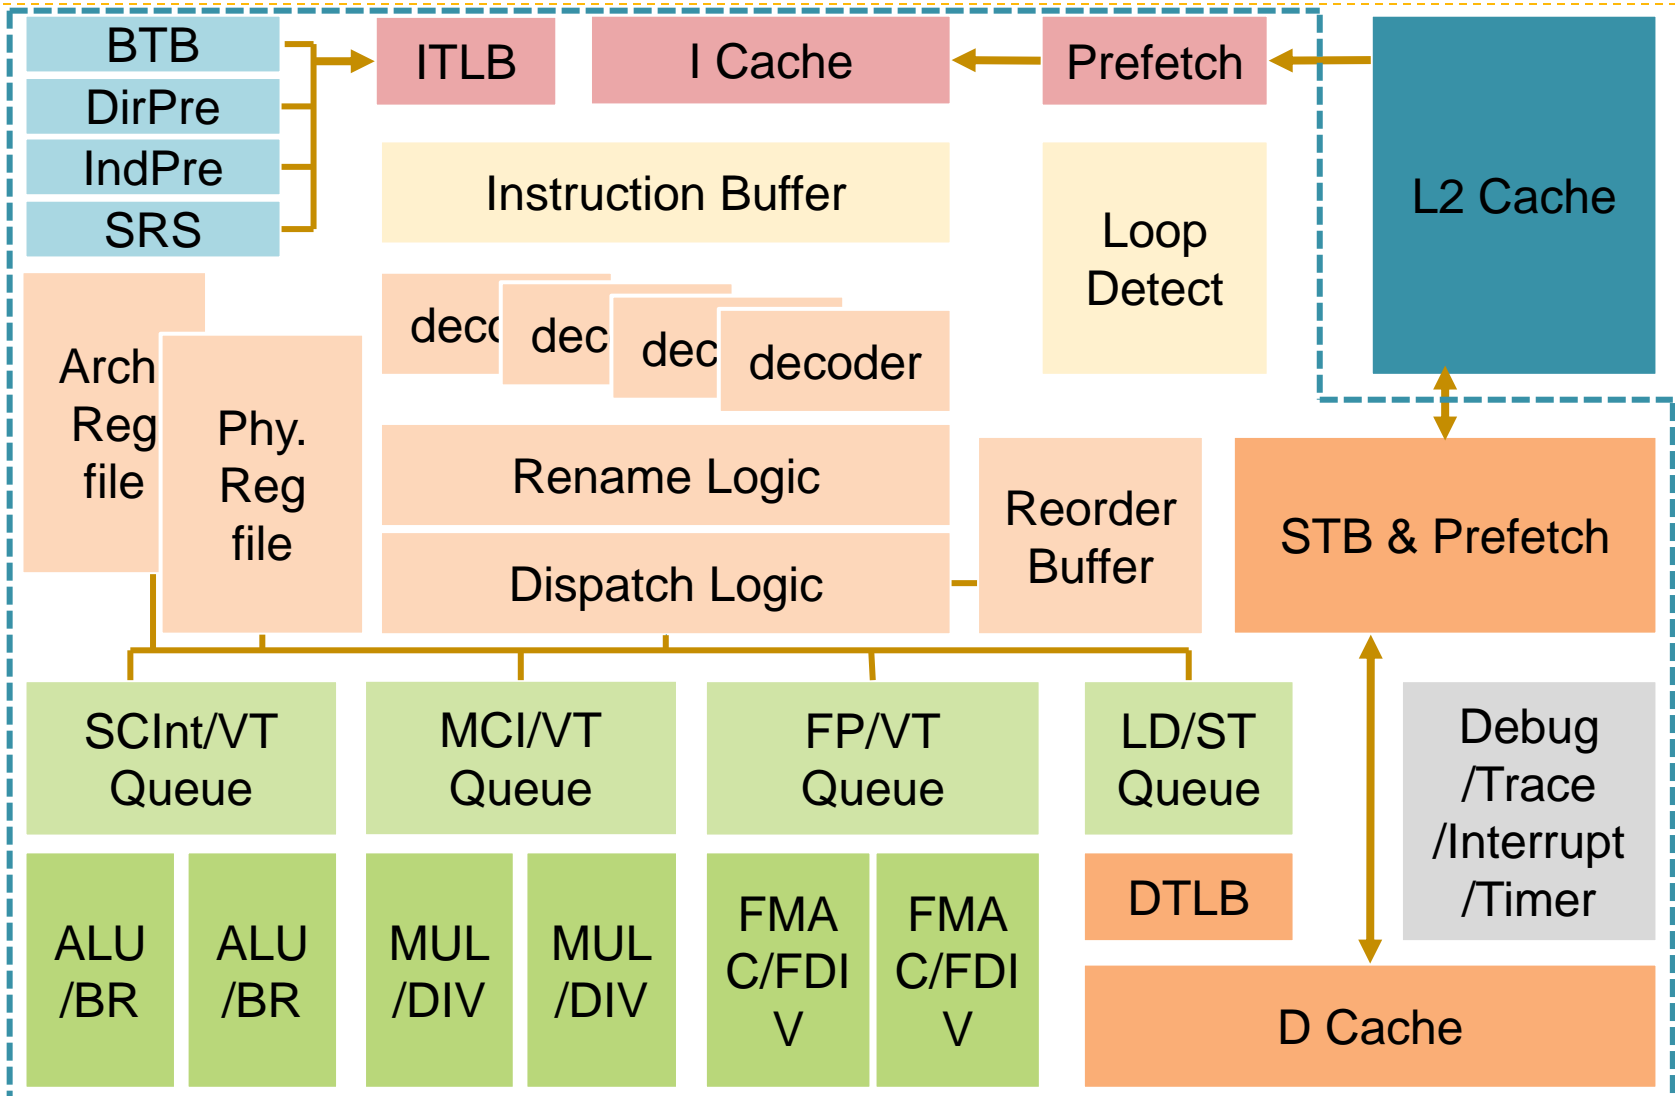 BTB
DirPre
IndPre
SRS
ITLB
I Cache
Prefetch
L2 Cache
Instruction Buffer
Loop
Detect
deco
dec
dec
decoder
Arch
Reg
file
Phy.
Reg
file
Rename Logic
Dispatch Logic
Reorder
Buffer
STB & Prefetch
SCInt/VT
Queue
MCI/VT
Queue
FP/VT
Queue
LD/ST
Queue
Debug
/Trace
/Interrupt
/Timer
ALU
/BR
ALU
/BR
MUL
/DIV
MUL
/DIV
FMA
C/FDI
V
FMA
C/FDI
V
DTLB
D Cache